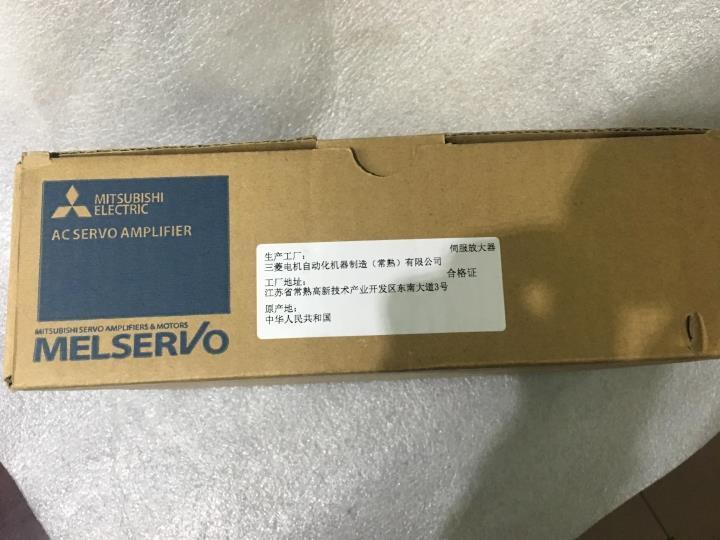 MITSUBISHI
ELECTRIC
AC SERVO AMPLIFIER
MITSUBISHI SERVO AMPLIFIERS & MOTORS
MELSERVO
伺服放大器
生产工厂:
三菱电机自动化机器制造（常熟）有限公司
合格证
工厂地址:
江苏省常熟高新技术产业开发区东南大道3号
原产地:
中华人民共和国